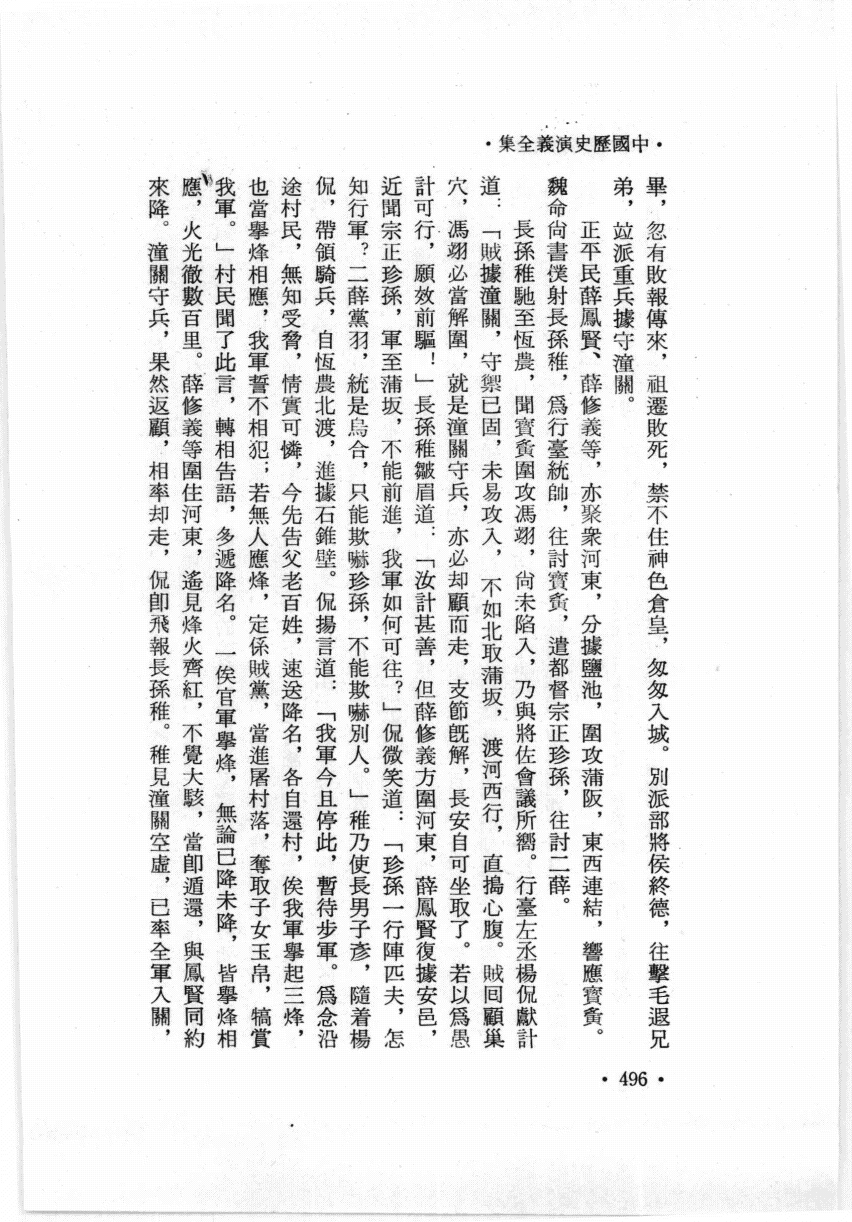 •中國歷史演義全集•
畢，忽有敗報傳來，祖遷敗死，禁不住神色倉皇，匆匆入城。別派部將侯終德，往擊毛遐兄
弟，竝派重兵據守潼關。
正平民薛鳳賢、薛修義等，亦聚衆河東，分據鹽池，圍攻蒲阪，東西連結，響應寶夤。
魏命尙書僕射長孫稚，爲行臺統帥，往討寶夤，遣都督宗正珍孫，往討二薛。
長孫稚馳至恆農，聞寶夤圍攻馮翊，尙未陷入，乃與將佐會議所嚮。行臺左丞楊侃獻計
道：「賊據潼關，守禦已固，未易攻入，不如北取蒲坂，渡河西行，直搗心腹。賊回顧巢
穴，馮翊必當解圍，就是潼關守兵，亦必却顧而走，支節旣解，長安自可坐取了。若以爲愚
計可行，願效前驅！」長孫稚皺眉道：「汝計甚善，但薛修義方圍河東，薛鳳賢復據安邑，
近聞宗正珍孫，軍至蒲坂，不能前進，我軍如何可往？」侃微笑道：「珍孫一行陣匹夫，怎
知行軍？二薛黨羽，統是烏合，只能欺嚇珍孫，不能欺嚇別人。」稚乃使長男子彥，隨着楊
侃，帶領騎兵，自恆農北渡，進據石錐壁。侃揚言道：「我軍今且停此，暫待步軍。爲念沿
途村民，無知受脅，情實可憐，今先告父老百姓，速送降名，各自還村，俟我軍擧起三烽，
也當擧烽相應，我軍誓不相犯；若無人應烽，定係賊黨，當進屠村落，奪取子女玉帛，犒賞
我軍。」村民聞了此言，轉相告語，多遞降名。一俟官軍擧烽，無論已降未降，皆擧烽相
應，火光徹數百里。薛修義等圍住河東，遙見烽火齊紅，不覺大駭，當卽遁還，與鳳賢同約
來降。潼關守兵，果然返顧，相率却走，侃卽飛報長孫稚。稚見潼關空虛，已率全軍入關，
•496•